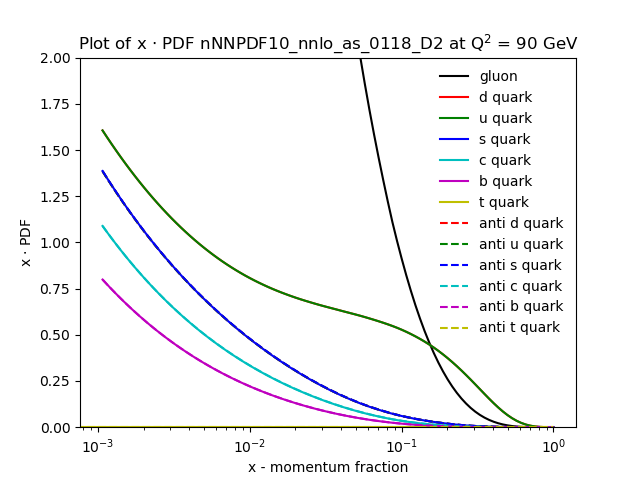 Plot of x · PDF nNNPDF10_nnlo_as_0118_D2 at Q² = 90 GeV
x · PDF
2.00
1.75
1.50
1.25
1.00
0.75
0.50
0.25
0.00
gluon
d quark
u quark
s quark
c quark
b quark
t quark
anti d quark
anti u quark
anti s quark
anti c quark
anti b quark
anti t quark
10⁻³ 10⁻² 10⁻¹ 10⁰
x - momentum fraction